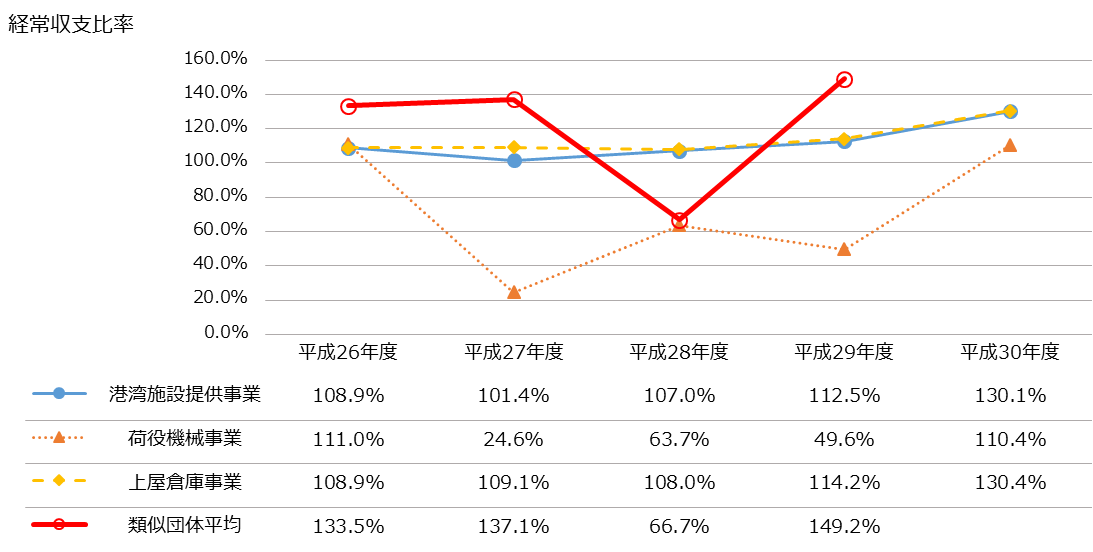 経常収支比率
160.0%
140.0%
120.0%
100.0%
80.0%
60.0%
40.0%
20.0%
0.0%
平成26年度 平成27年度 平成28年度 平成29年度 平成30年度
港湾施設提供事業 108.9% 101.4% 107.0% 112.5% 130.1%
荷役機械事業 111.0% 24.6% 63.7% 49.6% 110.4%
上屋倉庫事業 108.9% 109.1% 108.0% 114.2% 130.4%
類似団体平均 133.5% 137.1% 66.7% 149.2%